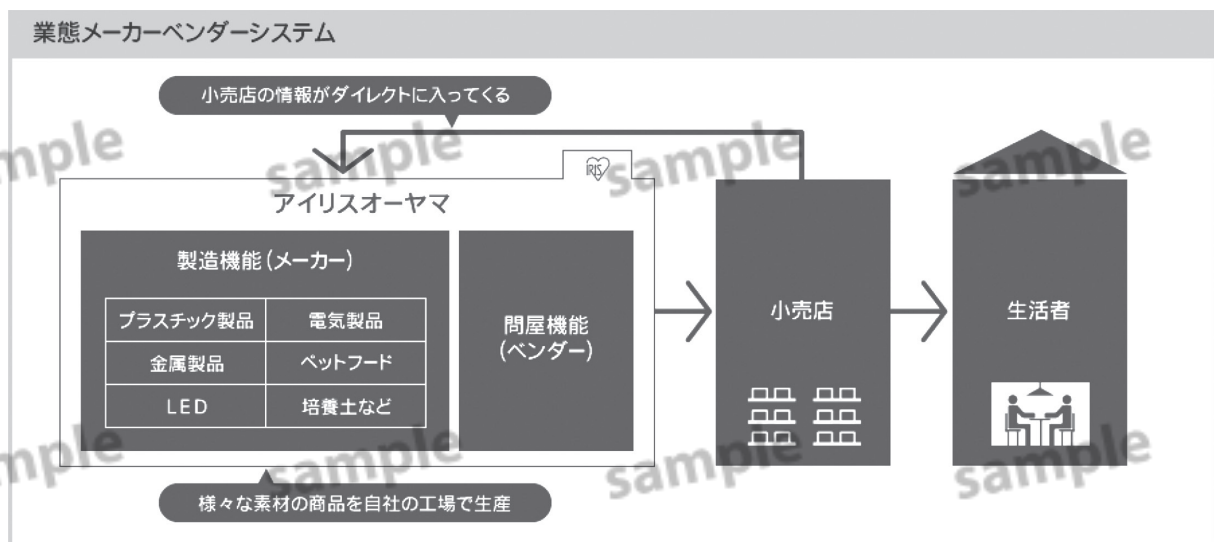 業態メーカーベンダーシステム
小売店の情報がダイレクトに入ってくる
IRIS
アイリスオーヤマ
製造機能(メーカー)
プラスチック製品
電気製品
金属製品
ペットフード
LED
培養土など
問屋機能
(ベンダー)
小売店
生活者
様々な素材の商品を自社の工場で生産
mple
sample
sample
sample
mple
sample
sample
sample